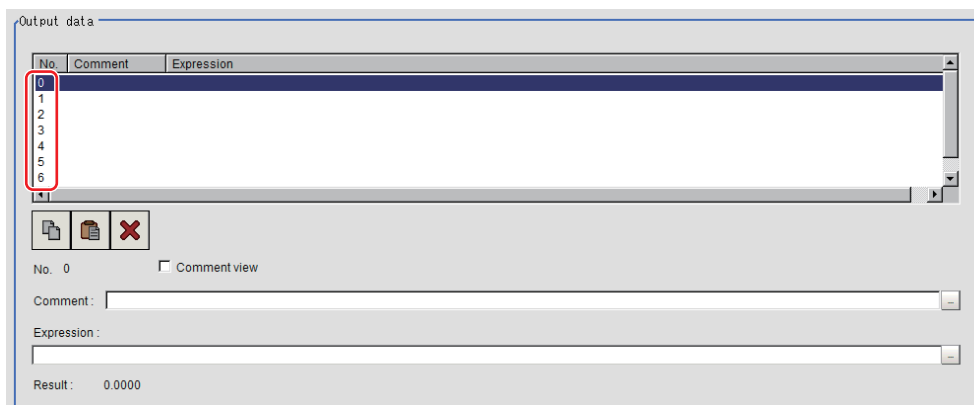 Output data
No. Comment Expression
0
1
2
3
4
5
6
No. 0 Comment view
Comment :
Expression :
Result : 0.0000